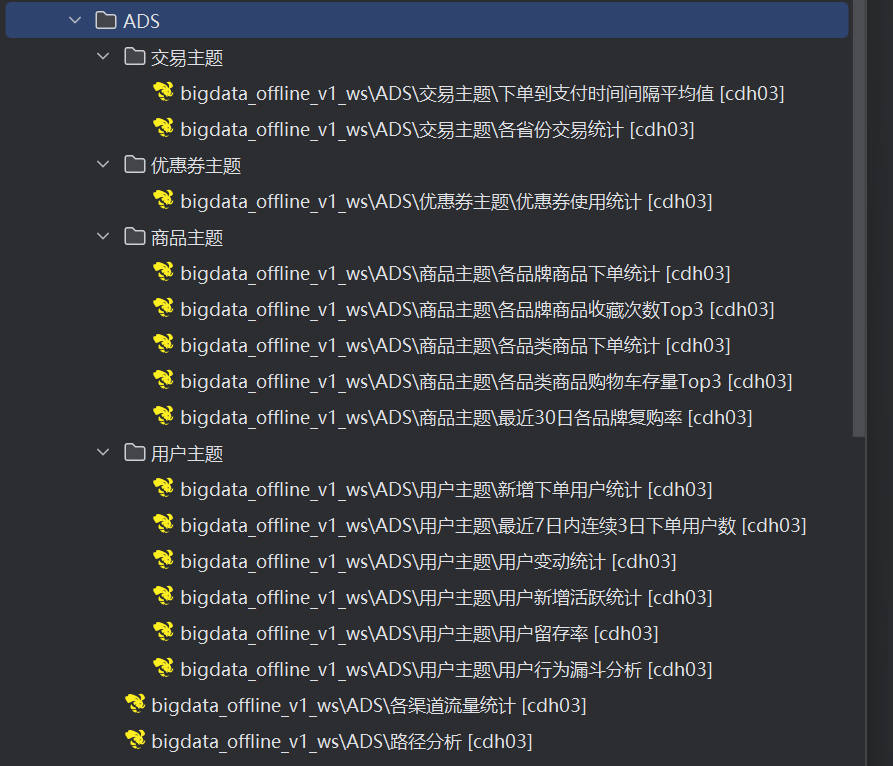 ADS
交易主题
bigdata_offline_v1_ws\ADS\交易主题\下单到支付时间间隔平均值 [cdh03]
bigdata_offline_v1_ws\ADS\交易主题\各省份交易统计 [cdh03]
优惠券主题
bigdata_offline_v1_ws\ADS\优惠券主题\优惠券使用统计 [cdh03]
商品主题
bigdata_offline_v1_ws\ADS\商品主题\各品牌商品下单统计 [cdh03]
bigdata_offline_v1_ws\ADS\商品主题\各品牌商品收藏次数Top3 [cdh03]
bigdata_offline_v1_ws\ADS\商品主题\各品类商品下单统计 [cdh03]
bigdata_offline_v1_ws\ADS\商品主题\各品类商品购物车存量Top3 [cdh03]
bigdata_offline_v1_ws\ADS\商品主题\最近30日各品牌复购率 [cdh03]
用户主题
bigdata_offline_v1_ws\ADS\用户主题\新增下单用户统计 [cdh03]
bigdata_offline_v1_ws\ADS\用户主题\最近7日内连续3日下单用户数 [cdh03]
bigdata_offline_v1_ws\ADS\用户主题\用户变动统计 [cdh03]
bigdata_offline_v1_ws\ADS\用户主题\用户新增活跃统计 [cdh03]
bigdata_offline_v1_ws\ADS\用户主题\用户留存率 [cdh03]
bigdata_offline_v1_ws\ADS\用户主题\用户行为漏斗分析 [cdh03]
bigdata_offline_v1_ws\ADS\各渠道流量统计 [cdh03]
bigdata_offline_v1_ws\ADS\路径分析 [cdh03]